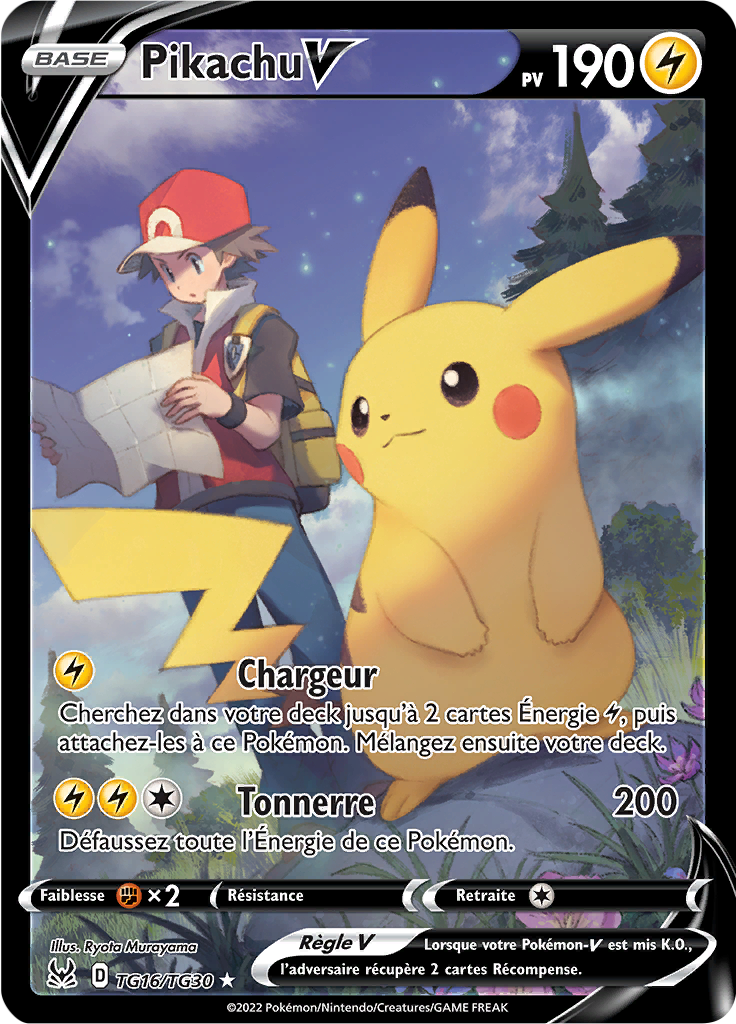 BASE
Pikachu V
PV 190
Chargeur
Cherchez dans votre deck jusqu'à 2 cartes Énergie , puis
attachez-les à ce Pokémon. Mélangez ensuite votre deck.
Tonnerre 200
Défaussez toute l'Énergie de ce Pokémon.
Faiblesse ×2 Résistance Retraite
Illus. Ryota Murayama
Règle V Lorsque votre Pokémon-V est mis K.O.,
l'adversaire récupère 2 cartes Récompense.
D TG16/TG30 ★
©2022 Pokémon/Nintendo/Creatures/GAME FREAK